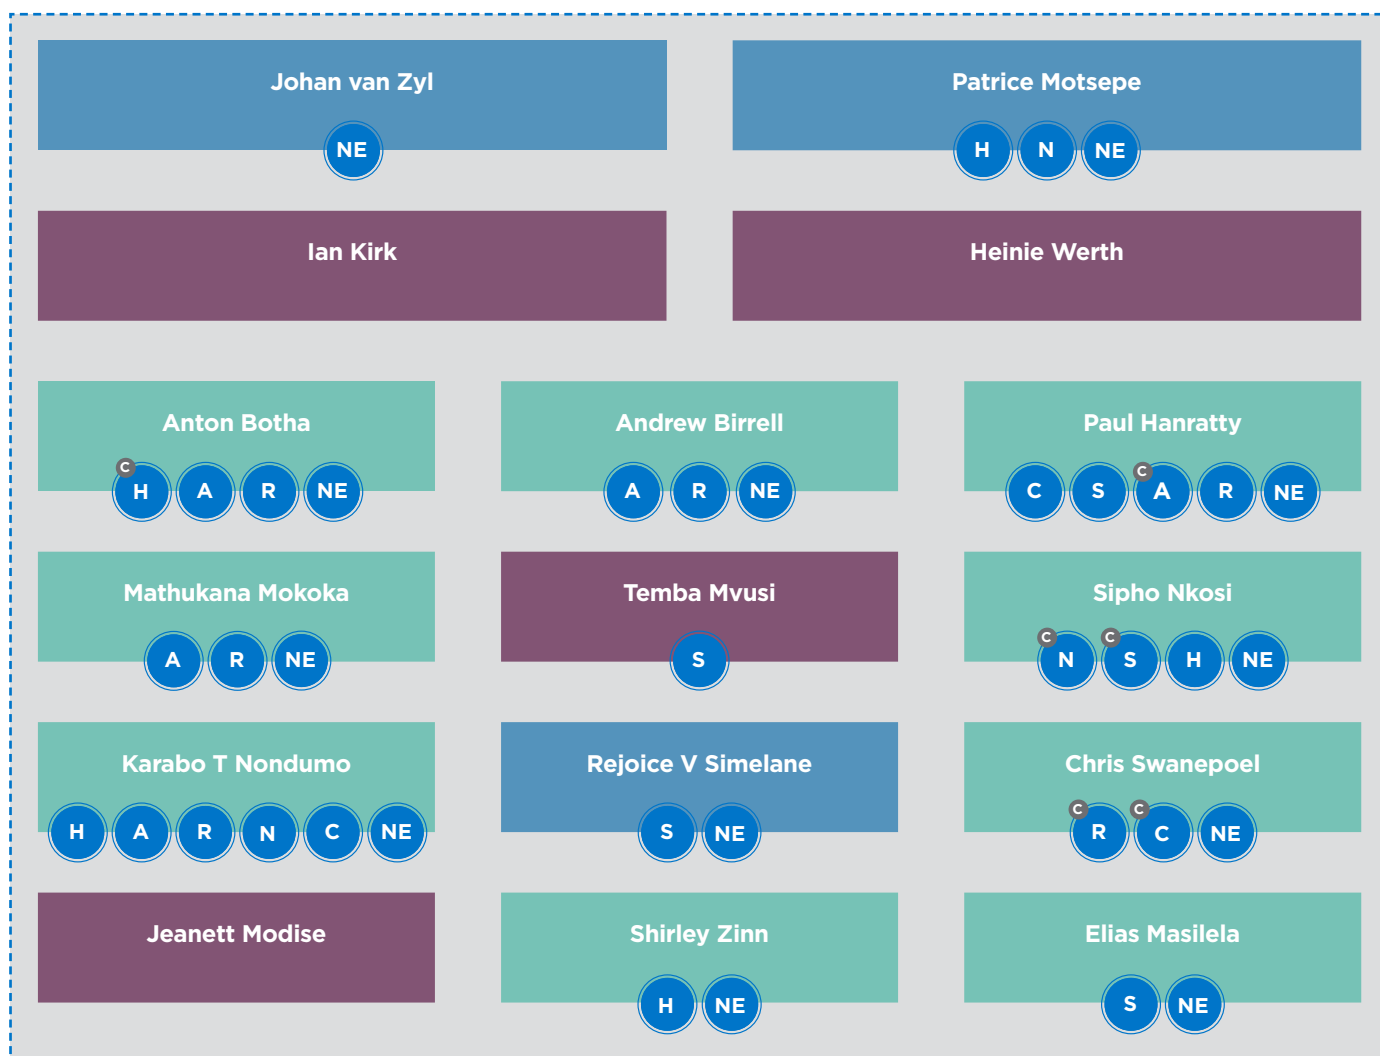 Johan van Zyl
NE
Patrice Motsepe
H N NE
Ian Kirk
Heinie Werth
Anton Botha
C
H A R NE
Andrew Birrell
A R NE
Paul Hanratty
C
C S A R NE
Mathukana Mokoka
A R NE
Temba Mvusi
S
Sipho Nkosi
C C
N S H NE
Karabo T Nondumo
H A R N C NE
Rejoice V Simelane
S NE
Chris Swanepoel
C C
R C NE
Jeanett Modise
Shirley Zinn
H NE
Elias Masilela
S NE